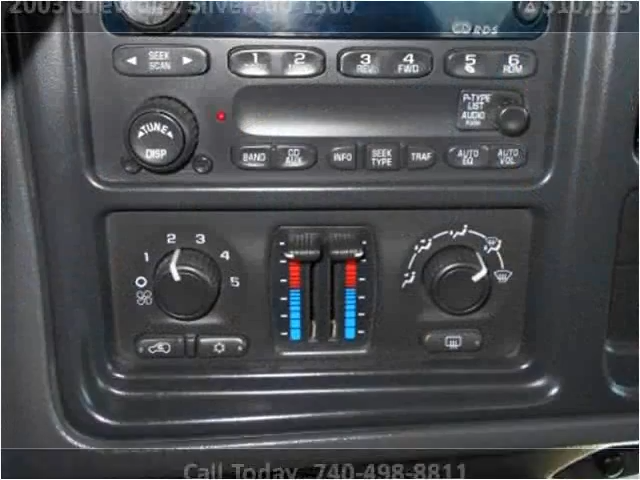 2003 Chevrolet Silverado 1500 $10,995
RDS
SEEK
SCAN
1 2 3 4 5 6
REV FWD RDM
P-TYPE
LIST
AUDIO
PUSH
TUNE
DISP
BAND CD AUX INFO SEEK TYPE TRAF AUTO EQ AUTO VOL
1 2 3 4 5
Call Today 740-498-8811